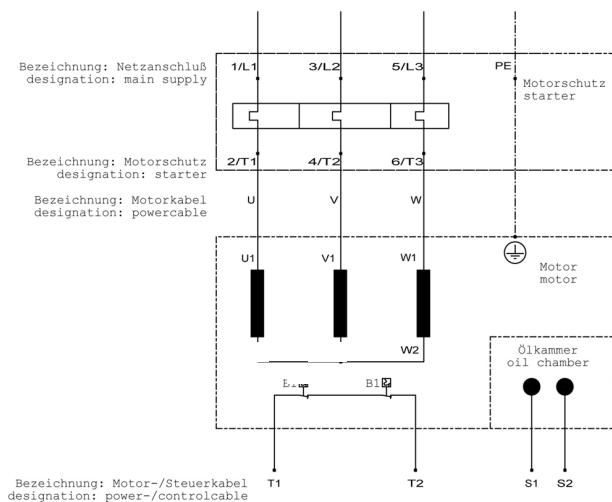 Bezeichnung: Netzanschluß
designation: main supply
1/L1 3/L2 5/L3 PE
Motorschutz
starter
Bezeichnung: Motorschutz
designation: starter
2/T1 4/T2 6/T3
Bezeichnung: Motorkabel
designation: powercable
U V W
U1 V1 W1
Motor
motor
W2
Ölkammer
oil chamber
B1
T1 T2 S1 S2
Bezeichnung: Motor-/Steuerkabel
designation: power-/controlcable